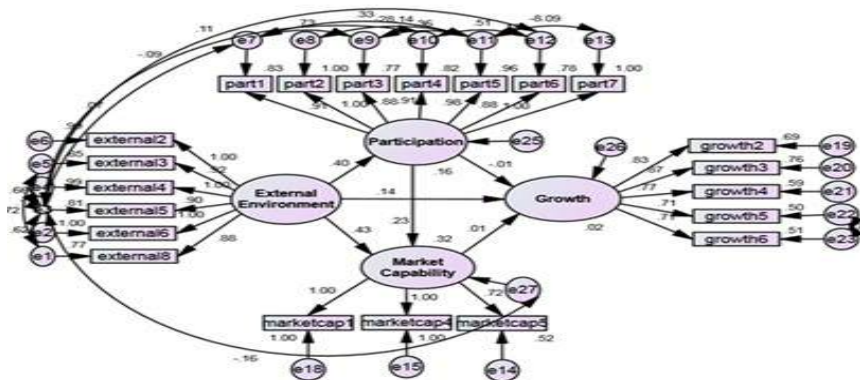 .33
.11
.73
-.28
.14
.36
.51
-8.09
e7
e8
e9
e10
e11
e12
e13
-.09
.83
1.00
.77
.82
.96
.78
1.00
part1
part2
part3
part4
part5
part6
part7
.91
1.00
.88
.91
.98
.88
1.00
Participation
e25
e26
e6
external2
e5
external3
external4
.99
external5
.81
external6
e2
1.00
external8
e1
.77
1.00
1.00
.90
1.00
.88
External
Environment
.40
.16
-.01
.14
Growth
.02
.23
.43
.32
.01
Market
Capability
e27
growth2
.69
e19
growth3
.76
e20
growth4
.59
e21
growth5
.50
e22
growth6
.51
e23
.83
.87
.77
.71
.71
1.00
1.00
.72
marketcap1
marketcap4
marketcap5
1.00
1.00
.52
-.16
e18
e15
e14